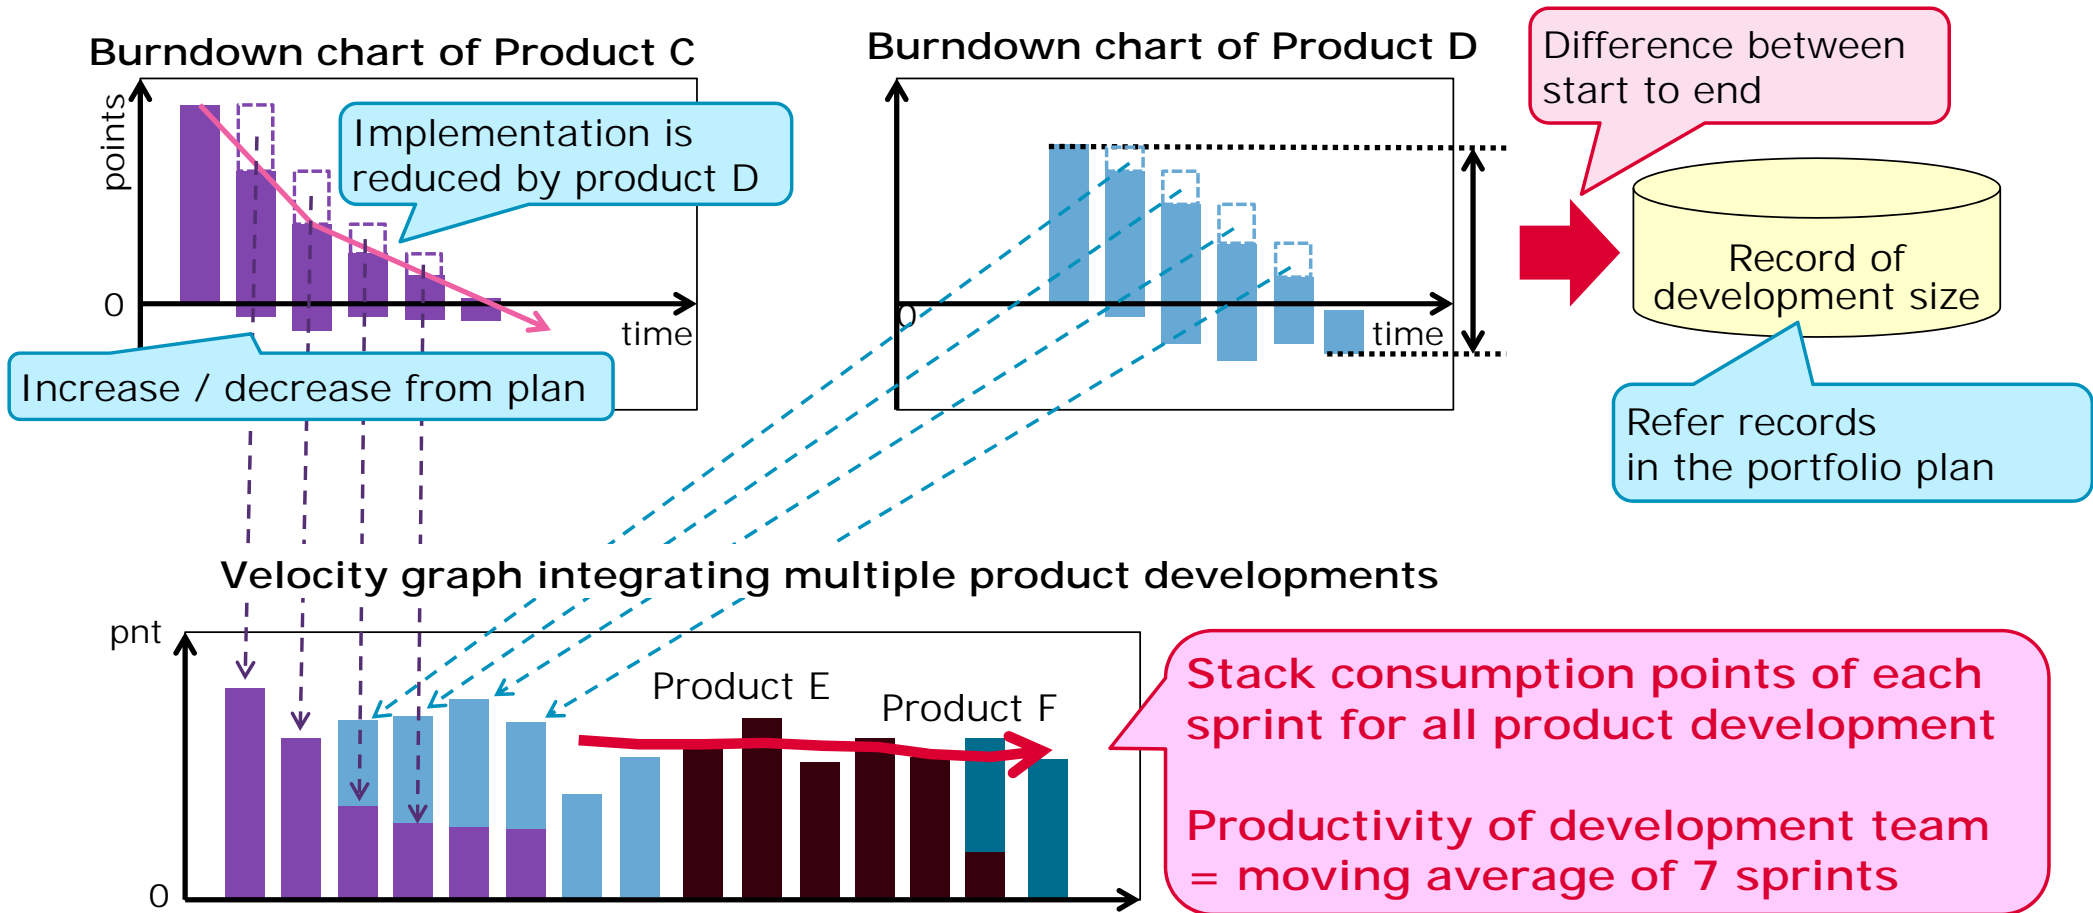 Burndown chart of Product C
points
Implementation is
reduced by product D
0
time
Increase / decrease from plan
Burndown chart of Product D
0
time
Difference between
start to end
Record of
development size
Refer records
in the portfolio plan
Velocity graph integrating multiple product developments
pnt
Product E
Product F
0
Stack consumption points of each
sprint for all product development
Productivity of development team
= moving average of 7 sprints